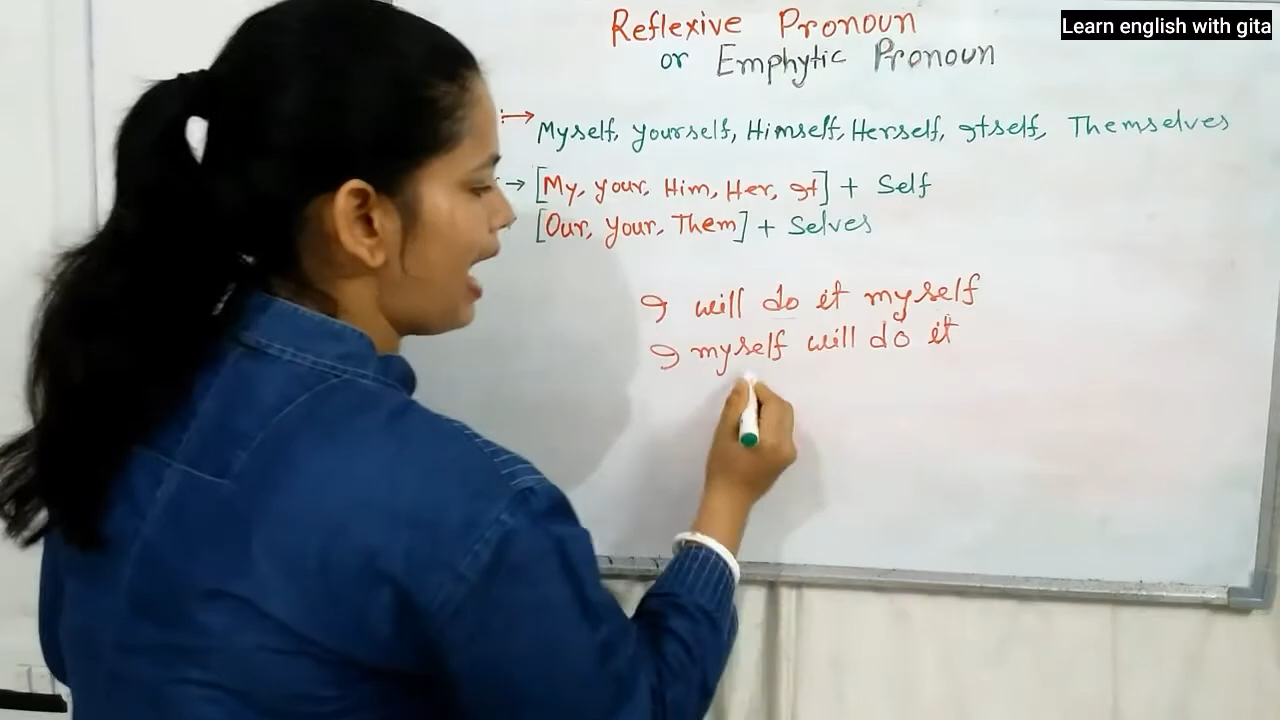 Learn english with gita
Reflexive Pronoun
or Emphytic Pronoun
→ Myself, yourself, Himself, Herself, Itself, Themselves
→ [My, your, Him, Her, It] + Self
[Our, your, Them] + Selves
I will do it myself
I myself will do it